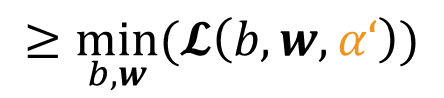 ≥ min(𝓛(b, w, α‘))
b,w